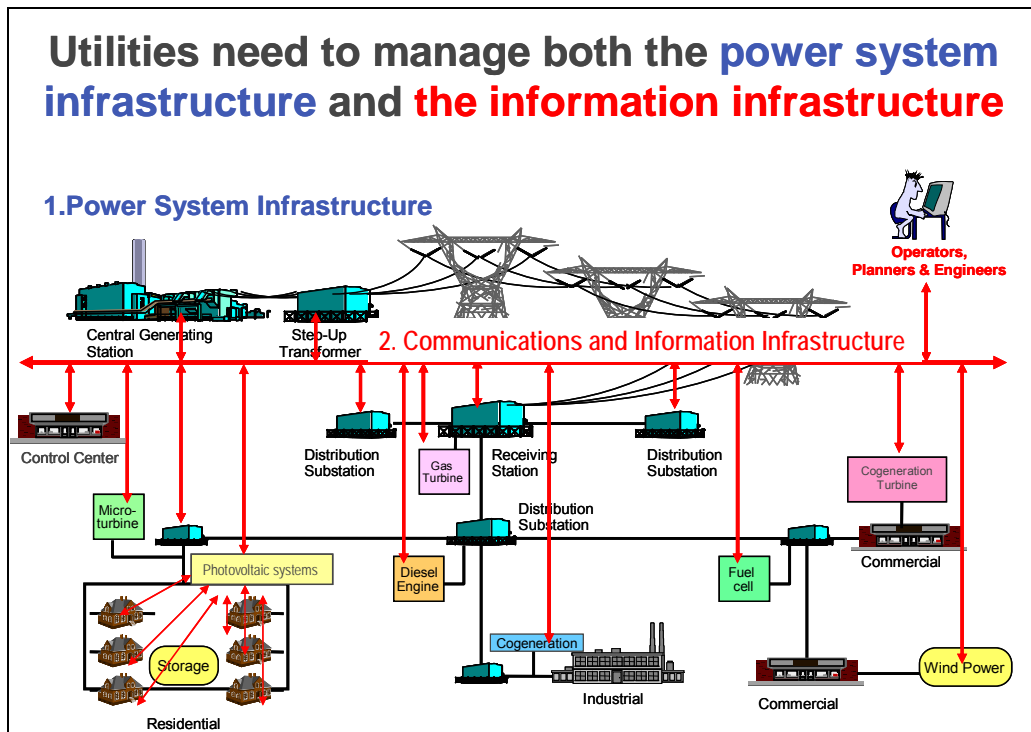 Utilities need to manage both the power system
infrastructure and the information infrastructure
1.Power System Infrastructure
Operators,
Planners & Engineers
Central Generating
Station
Step-Up
Transformer
2. Communications and Information Infrastructure
Control Center
Distribution
Substation
Gas
Turbine
Receiving
Station
Distribution
Substation
Cogeneration
Turbine
Micro-
turbine
Distribution
Substation
Commercial
Photovoltaic systems
Diesel
Engine
Fuel
cell
Cogeneration
Storage
Wind Power
Industrial
Commercial
Residential